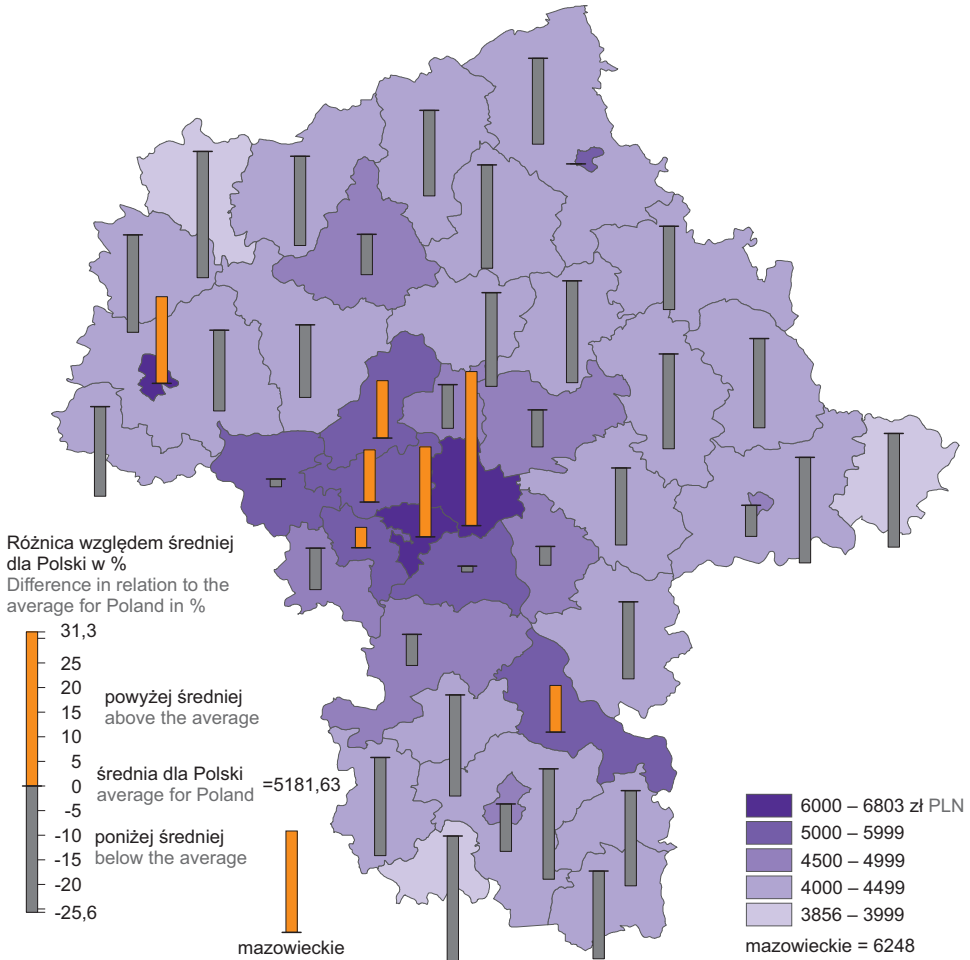 Różnica względem średniej
dla Polski w %
Difference in relation to the
average for Poland in %
31,3
25
20
15
10
5
0
-5
-10
-15
-20
-25,6
powyżej średniej
above the average
średnia dla Polski
average for Poland
=5181,63
poniżej średniej
below the average
mazowieckie
6000 – 6803 zł PLN
5000 – 5999
4500 – 4999
4000 – 4499
3856 – 3999
mazowieckie = 6248